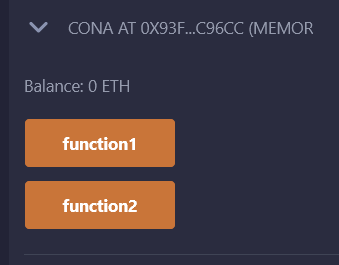 CONA AT 0X93F...C96CC (MEMOR
Balance: 0 ETH
function1
function2